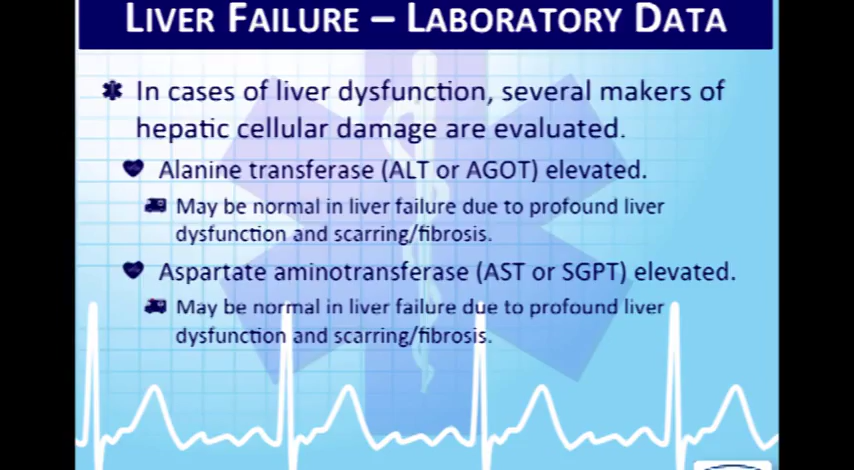 LIVER FAILURE – LABORATORY DATA
In cases of liver dysfunction, several makers of
hepatic cellular damage are evaluated.
Alanine transferase (ALT or AGOT) elevated.
May be normal in liver failure due to profound liver
dysfunction and scarring/fibrosis.
Aspartate aminotransferase (AST or SGPT) elevated.
May be normal in liver failure due to profound liver
dysfunction and scarring/fibrosis.